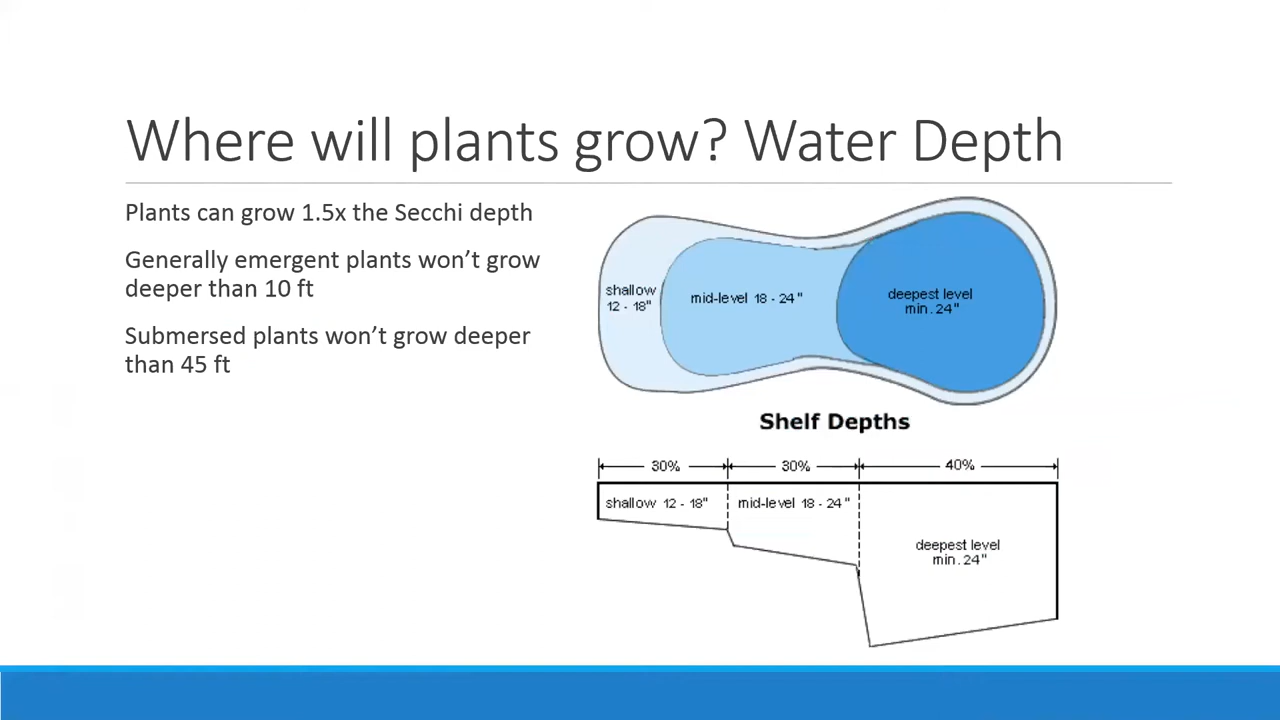 Where will plants grow? Water Depth
Plants can grow 1.5x the Secchi depth
Generally emergent plants won’t grow
deeper than 10 ft
Submersed plants won’t grow deeper
than 45 ft
shallow
12 - 18"
mid-level 18 - 24"
deepest level
min. 24"
Shelf Depths
30%
30%
40%
shallow 12 - 18"
mid-level 18 - 24"
deepest level
min. 24"